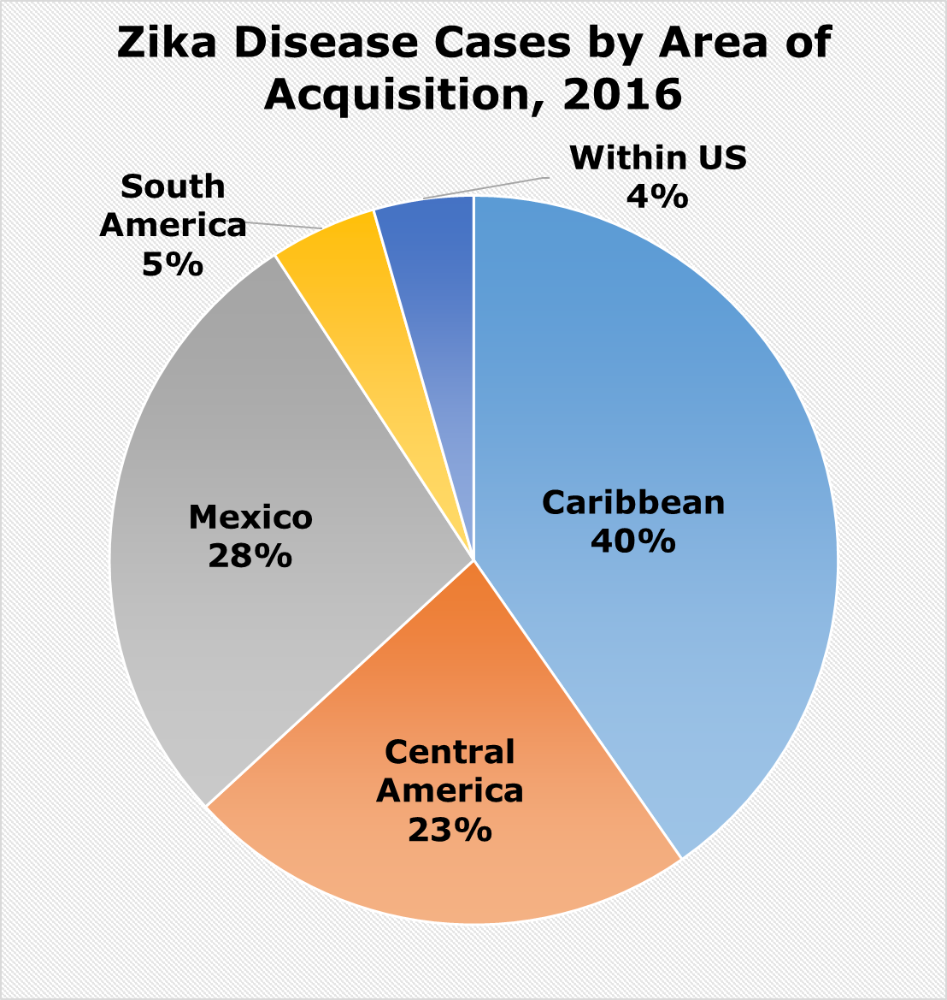 Zika Disease Cases by Area of
Acquisition, 2016
Within US
4%
South
America
5%
Caribbean
40%
Mexico
28%
Central
America
23%